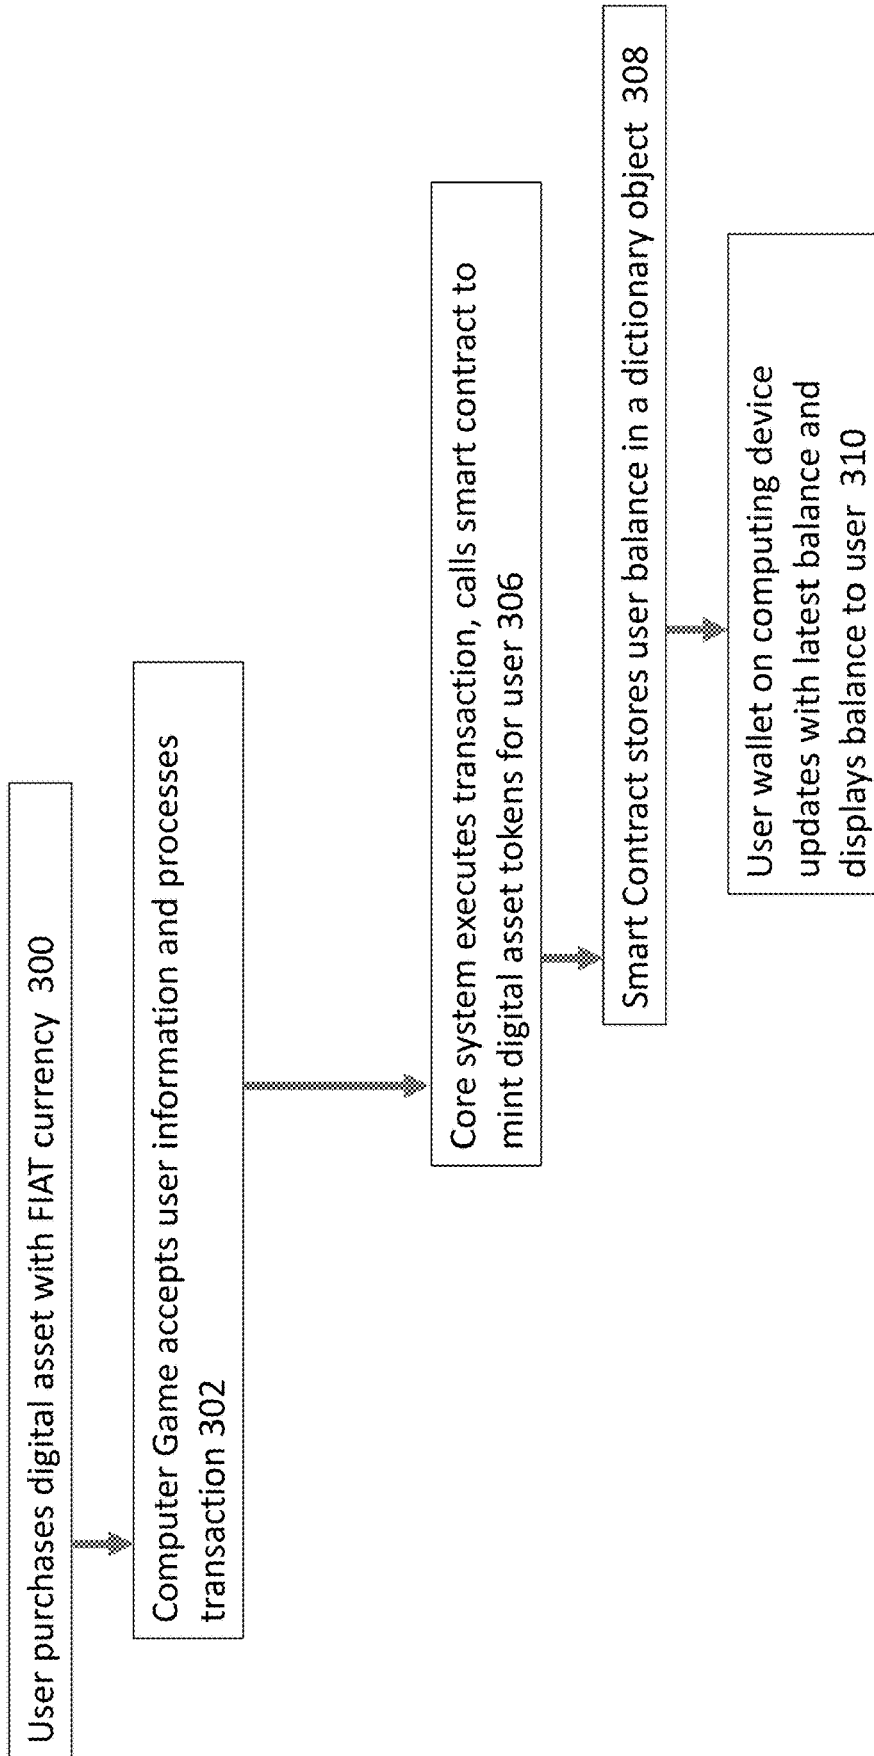 User purchases digital asset with FIAT currency 300
Computer Game accepts user information and processes
transaction 302
Core system executes transaction, calls smart contract to
mint digital asset tokens for user 306
Smart Contract stores user balance in a dictionary object 308
User wallet on computing device
updates with latest balance and
displays balance to user 310